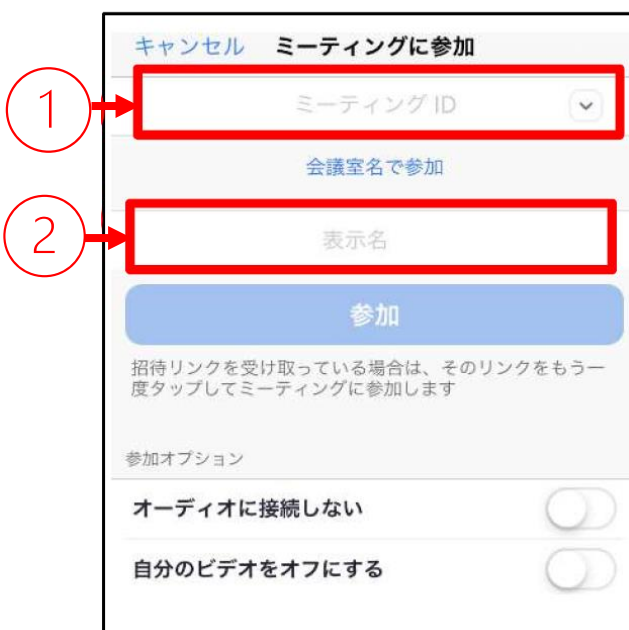 キャンセル ミーティングに参加
1
ミーティング ID
会議室名で参加
2
表示名
参加
招待リンクを受け取っている場合は、そのリンクをもう一
度タップしてミーティングに参加します
参加オプション
オーディオに接続しない
自分のビデオをオフにする